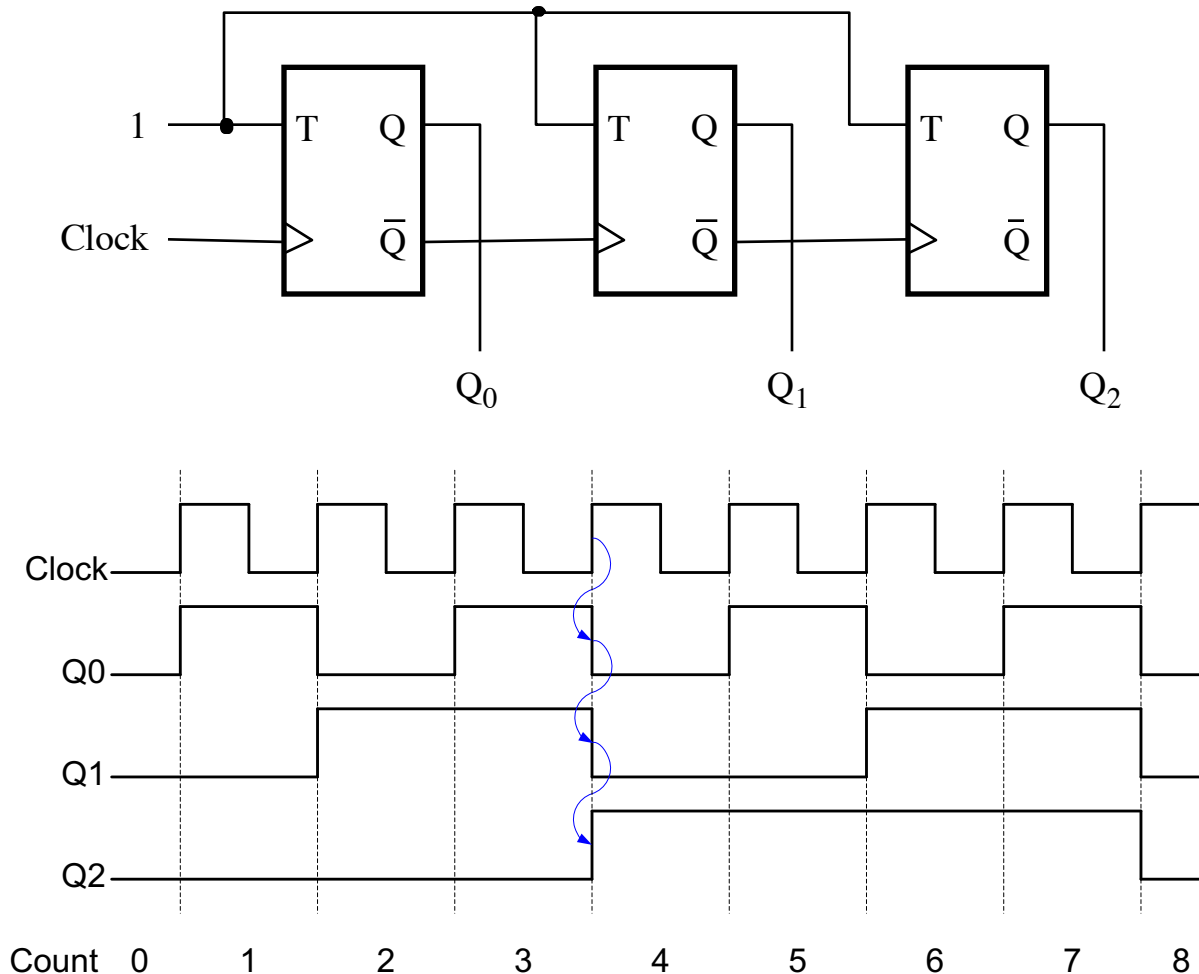 1 T Q T Q T Q
Clock Q̅ Q̅ Q̅
Q₀ Q₁ Q₂
Clock
Q0
Q1
Q2
Count 0 1 2 3 4 5 6 7 8